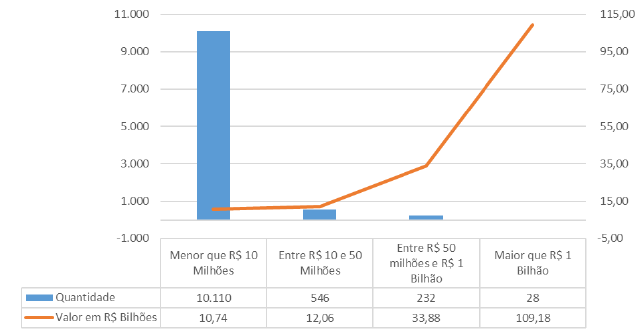 11.000
9.000
7.000
5.000
3.000
1.000
-1.000
115,00
95,00
75,00
55,00
35,00
15,00
-5,00
Menor que R$ 10
Milhões
Entre R$ 10 e 50
Milhões
Entre R$ 50
milhões e R$ 1
Bilhão
Maior que R$ 1
Bilhão
Quantidade 10.110 546 232 28
Valor em R$ Bilhões 10,74 12,06 33,88 109,18